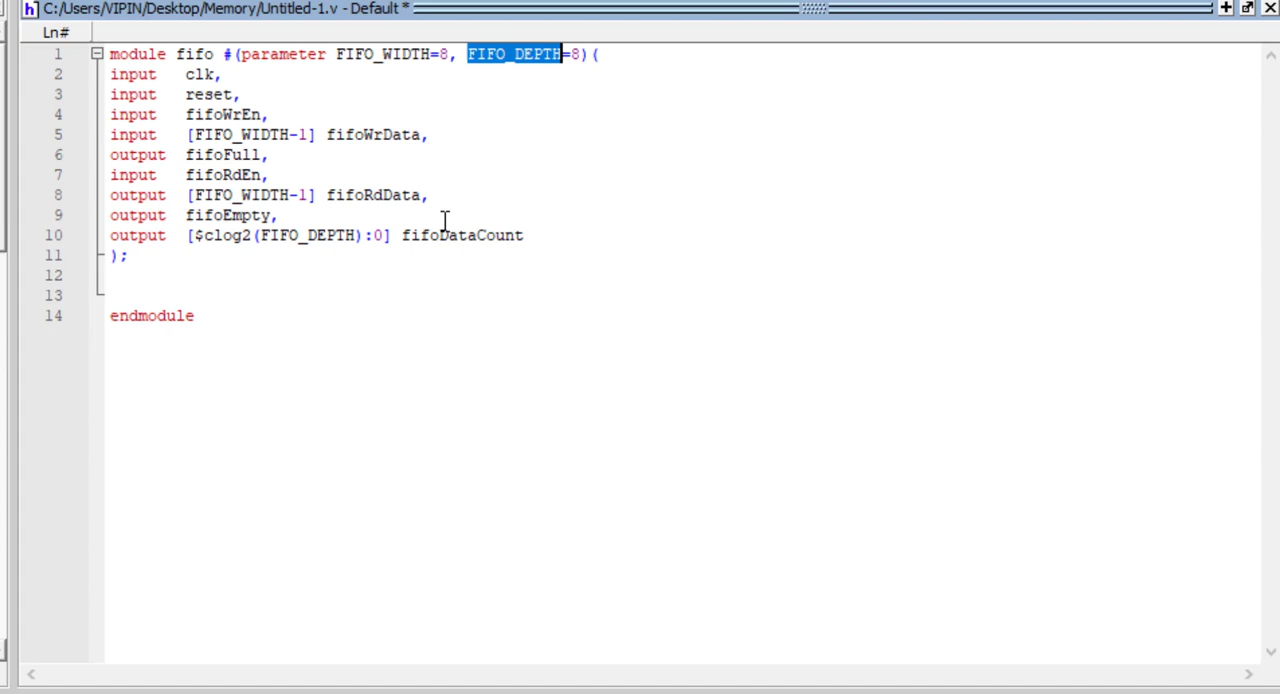 C:/Users/VIPIN/Desktop/Memory/Untitled-1.v - Default *
Ln#
1 module fifo #(parameter FIFO_WIDTH=8, FIFO_DEPTH=8)(
2 input clk,
3 input reset,
4 input fifoWrEn,
5 input [FIFO_WIDTH-1] fifoWrData,
6 output fifoFull,
7 input fifoRdEn,
8 output [FIFO_WIDTH-1] fifoRdData,
9 output fifoEmpty,
10 output [$clog2(FIFO_DEPTH):0] fifoDataCount
11 );
12
13
14 endmodule